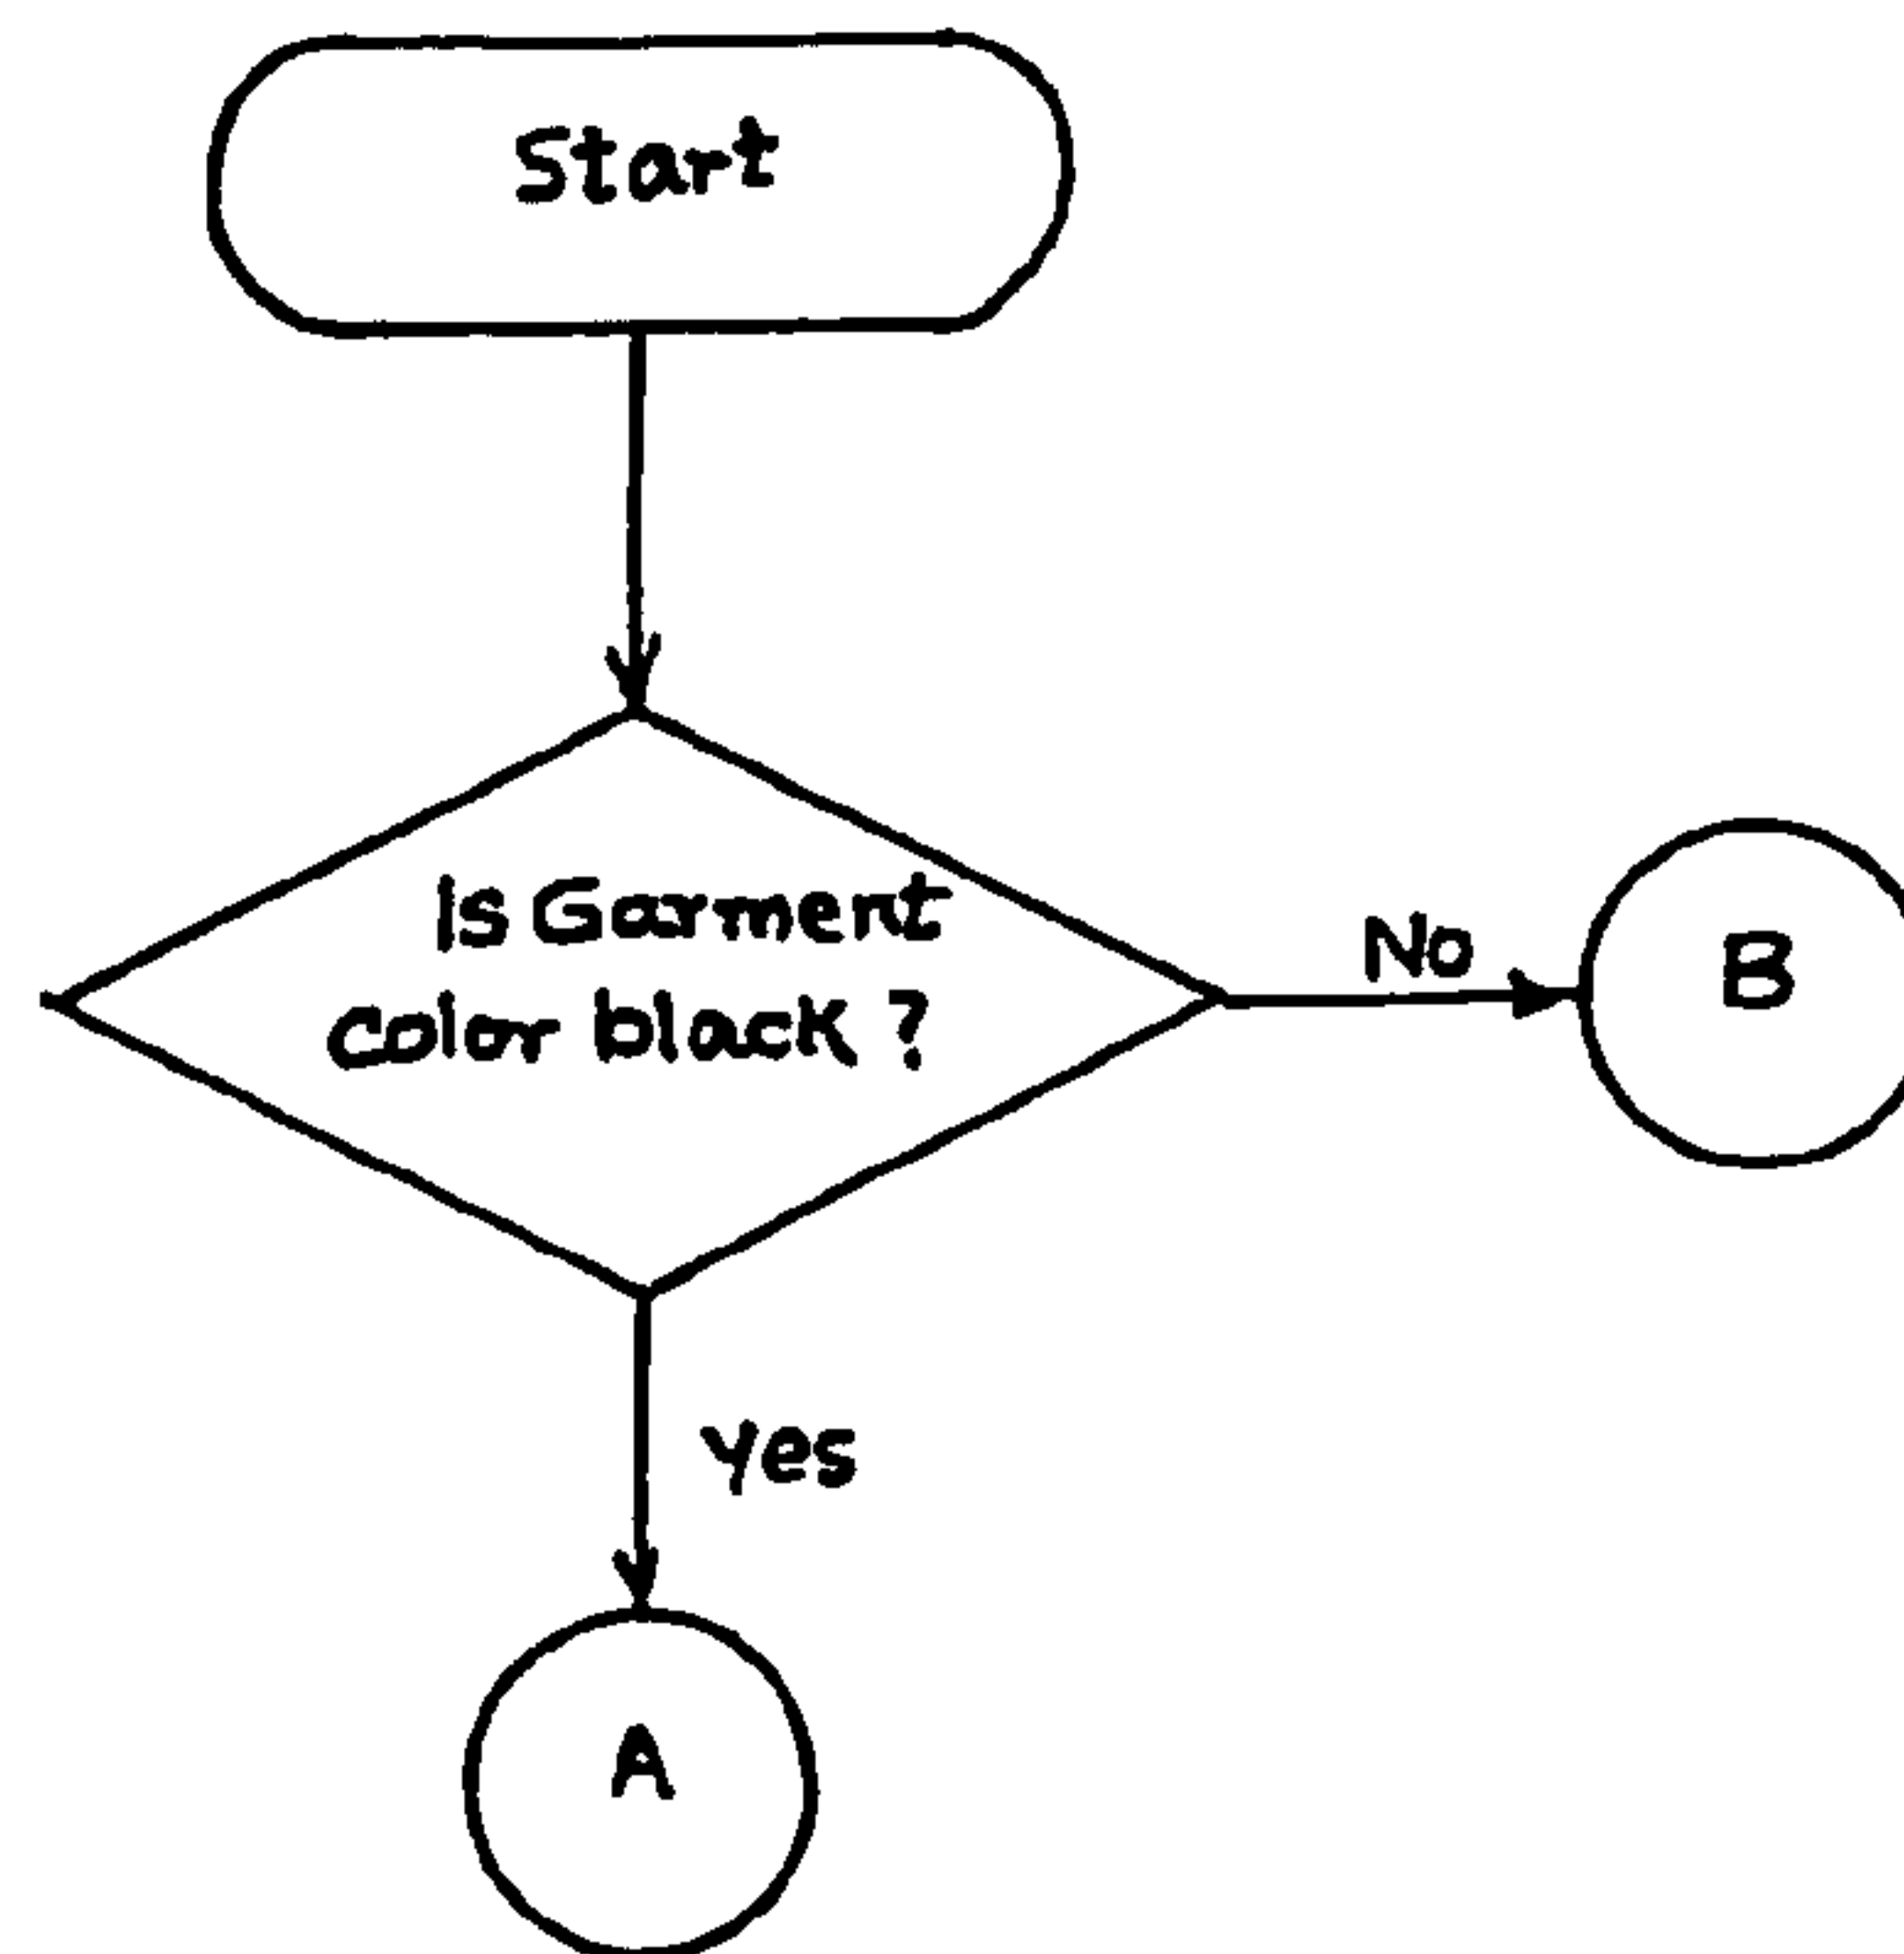 Start
Is Garment
color black ?
No
B
yes
A